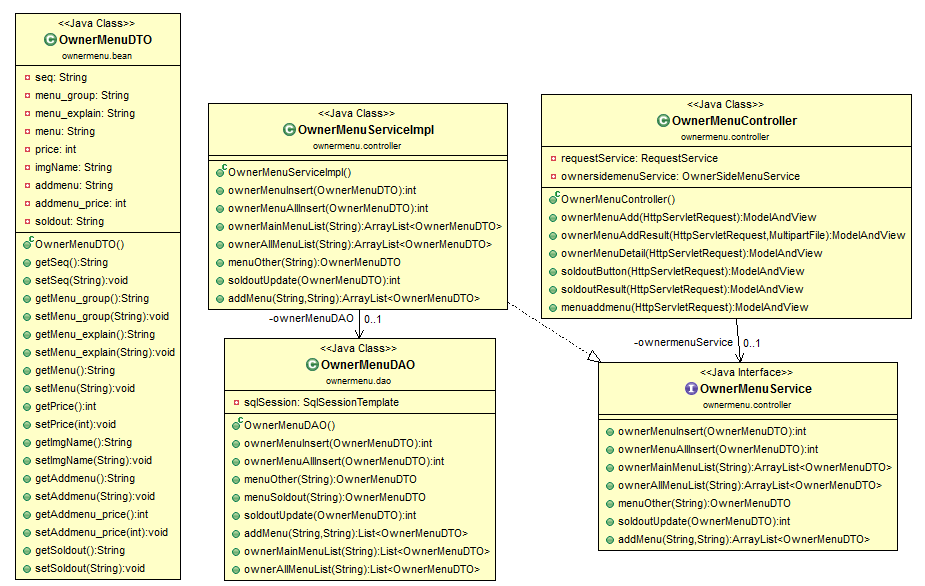 <<Java Class>>
OwnerMenuDTO
ownermenu.bean
seq: String
menu_group: String
menu_explain: String
menu: String
price: int
imgName: String
addmenu: String
addmenu_price: int
soldout: String
OwnerMenuDTO()
getSeq():String
setSeq(String):void
getMenu_group():String
setMenu_group(String):void
getMenu_explain():String
setMenu_explain(String):void
getMenu():String
setMenu(String):void
getPrice():int
setPrice(int):void
getImgName():String
setImgName(String):void
getAddmenu():String
setAddmenu(String):void
getAddmenu_price():int
setAddmenu_price(int):void
getSoldout():String
setSoldout(String):void
<<Java Class>>
OwnerMenuServiceImpl
ownermenu.controller
OwnerMenuServiceImpl()
ownerMenuInsert(OwnerMenuDTO):int
ownerMenuAllInsert(OwnerMenuDTO):int
ownerMainMenuList(String):ArrayList<OwnerMenuDTO>
ownerAllMenuList(String):ArrayList<OwnerMenuDTO>
menuOther(String):OwnerMenuDTO
soldoutUpdate(OwnerMenuDTO):int
addMenu(String,String):ArrayList<OwnerMenuDTO>
-ownerMenuDAO 0..1
<<Java Class>>
OwnerMenuDAO
ownermenu.dao
sqlSession: SqlSessionTemplate
OwnerMenuDAO()
ownerMenuInsert(OwnerMenuDTO):int
ownerMenuAllInsert(OwnerMenuDTO):int
menuOther(String):OwnerMenuDTO
menuSoldout(String):OwnerMenuDTO
soldoutUpdate(OwnerMenuDTO):int
addMenu(String,String):List<OwnerMenuDTO>
ownerMainMenuList(String):List<OwnerMenuDTO>
ownerAllMenuList(String):List<OwnerMenuDTO>
<<Java Class>>
OwnerMenuController
ownermenu.controller
requestService: RequestService
ownersidemenuService: OwnerSideMenuService
OwnerMenuController()
ownerMenuAdd(HttpServletRequest):ModelAndView
ownerMenuAddResult(HttpServletRequest,MultipartFile):ModelAndView
ownerMenuDetail(HttpServletRequest):ModelAndView
soldoutButton(HttpServletRequest):ModelAndView
soldoutResult(HttpServletRequest):ModelAndView
menuaddmenu(HttpServletRequest):ModelAndView
-ownermenuService 0..1
<<Java Interface>>
OwnerMenuService
ownermenu.controller
ownerMenuInsert(OwnerMenuDTO):int
ownerMenuAllInsert(OwnerMenuDTO):int
ownerMainMenuList(String):ArrayList<OwnerMenuDTO>
ownerAllMenuList(String):ArrayList<OwnerMenuDTO>
menuOther(String):OwnerMenuDTO
soldoutUpdate(OwnerMenuDTO):int
addMenu(String,String):ArrayList<OwnerMenuDTO>